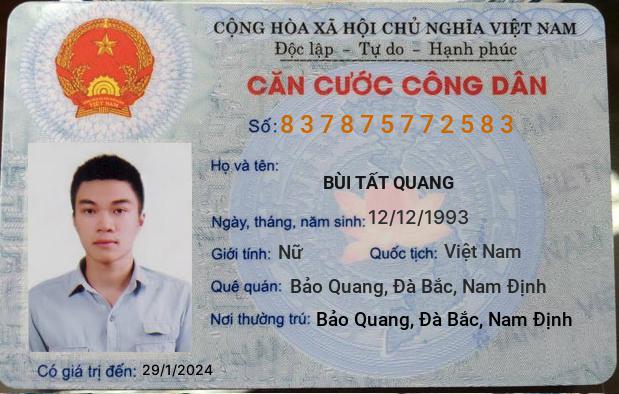 CỘNG HÒA XÃ HỘI CHỦ NGHĨA VIỆT NAM
Độc lập - Tự do - Hạnh phúc
CĂN CƯỚC CÔNG DÂN
Số: 837875772583
Họ và tên:
BÙI TẤT QUANG
Ngày, tháng, năm sinh: 12/12/1993
Giới tính: Nữ Quốc tịch: Việt Nam
Quê quán: Bảo Quang, Đà Bắc, Nam Định
Nơi thường trú: Bảo Quang, Đà Bắc, Nam Định
Có giá trị đến: 29/1/2024
VIỆT NAM